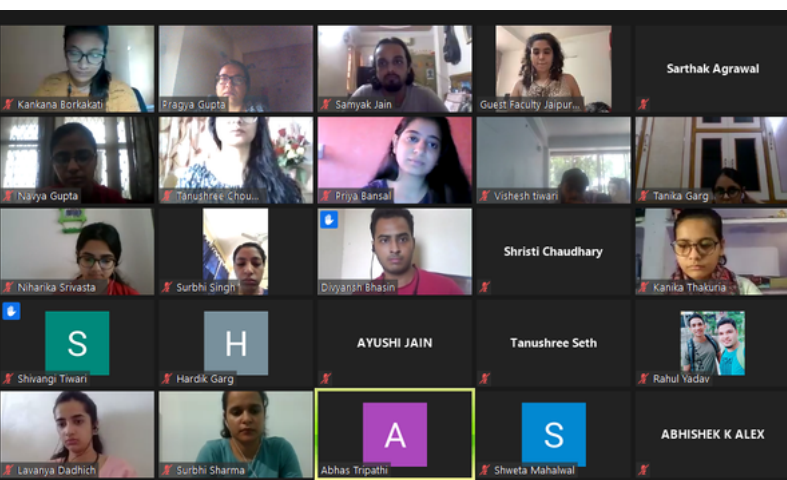 Kankana Borkakati
Pragya Gupta
Samyak Jain
Guest Faculty Jaipur...
Sarthak Agrawal
Navya Gupta
Tanushree Chou...
Priya Bansal
Vishesh tiwari
Tanika Garg
Niharika Srivasta
Surbhi Singh
Divyansh Bhasin
Shristi Chaudhary
Kanika Thakuria
S
Shivangi Tiwari
H
Hardik Garg
AYUSHI JAIN
Tanushree Seth
Rahul Yadav
Lavanya Dadhich
Surbhi Sharma
A
Abhas Tripathi
S
Shweta Mahalwal
ABHISHEK K ALEX